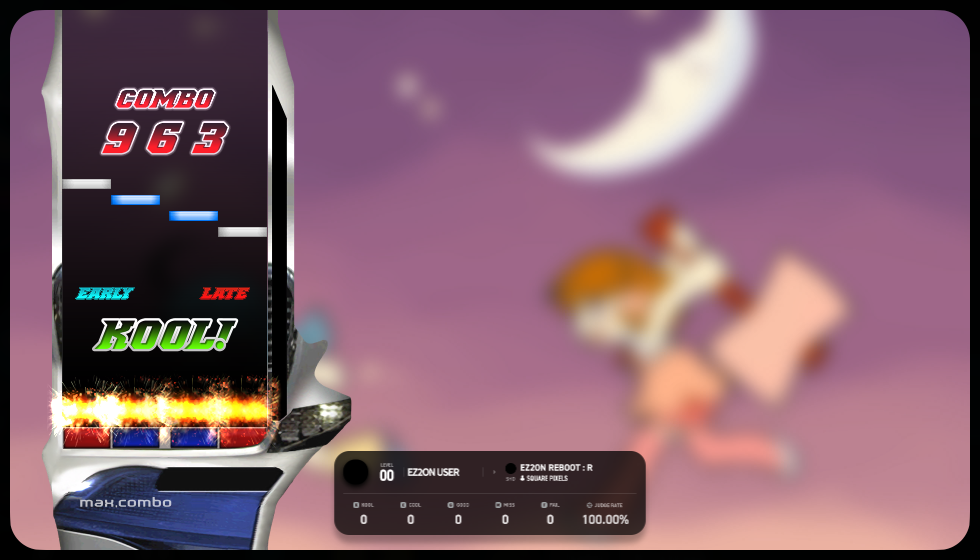 COMBO
963
EARLY LATE
KOOL!
max.combo
LEVEL
00 EZ2ON USER
EZ2ON REBOOT : R
SHD SQUARE PIXELS
KOOL COOL GOOD MISS FAIL JUDGE RATE
0 0 0 0 0 100.00%